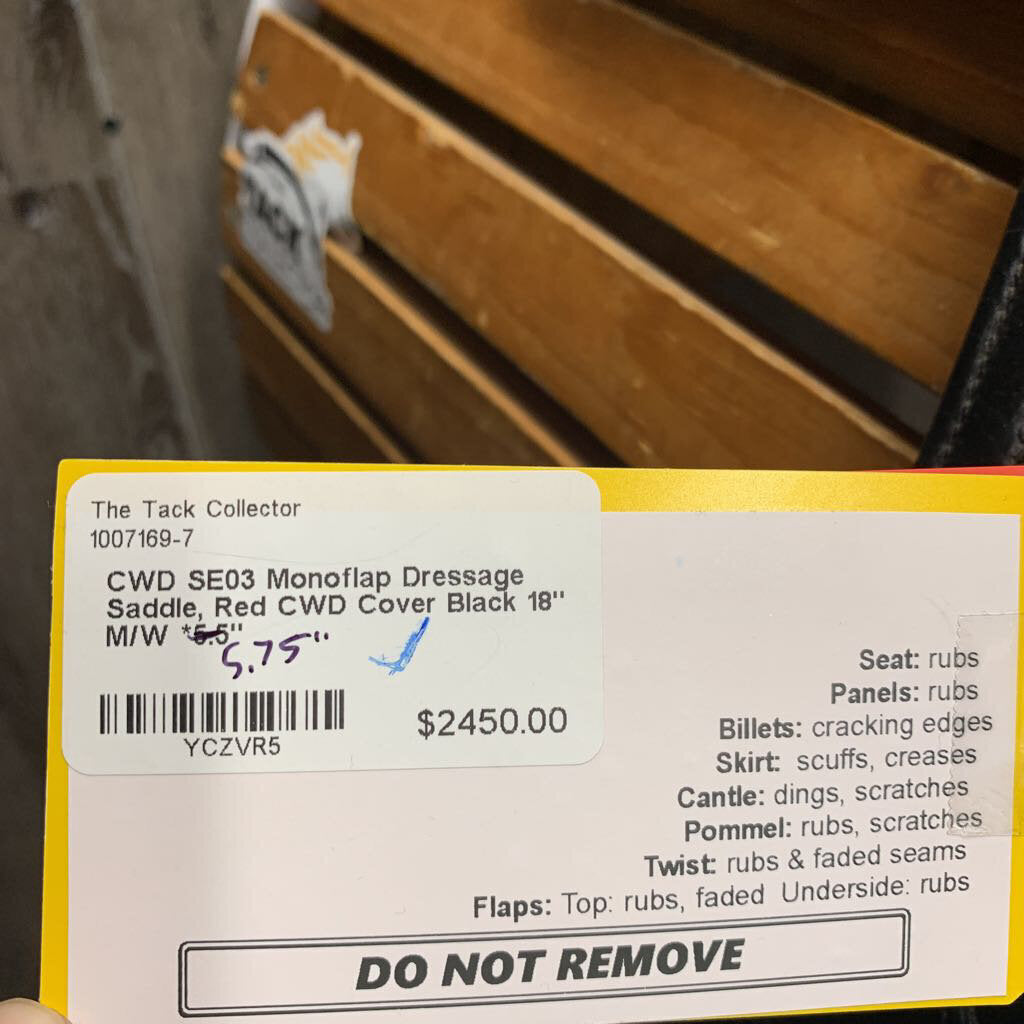 TACK
The Tack Collector
1007169-7
CWD SE03 Monoflap Dressage
Saddle, Red CWD Cover Black 18"
M/W *5.5"
5.75"
YCZVR5
$2450.00
Seat: rubs
Panels: rubs
Billets: cracking edges
Skirt: scuffs, creases
Cantle: dings, scratches
Pommel: rubs, scratches
Twist: rubs & faded seams
Flaps: Top: rubs, faded Underside: rubs
DO NOT REMOVE